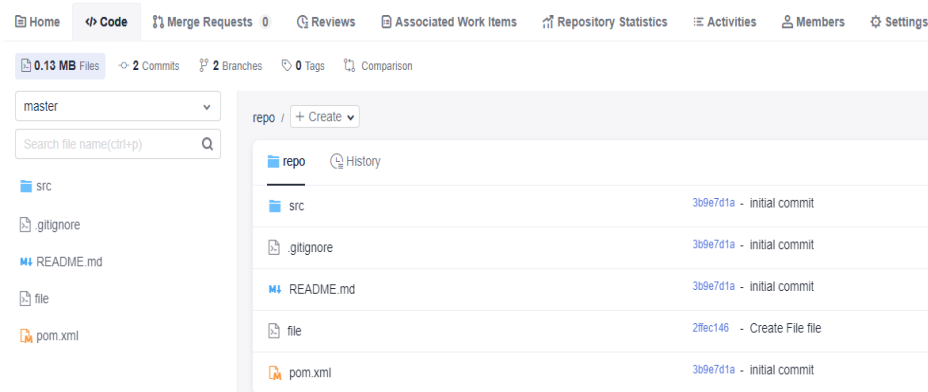 Home Code Merge Requests 0 Reviews Associated Work Items Repository Statistics Activities Members Settings
0.13 MB Files 2 Commits 2 Branches 0 Tags Comparison
master
repo / + Create
Search file name(ctrl+p)
repo History
src
.gitignore
README.md
file
pom.xml
src 3b9e7d1a - initial commit
.gitignore 3b9e7d1a - initial commit
README.md 3b9e7d1a - initial commit
file 2ffec146 - Create File file
pom.xml 3b9e7d1a - initial commit